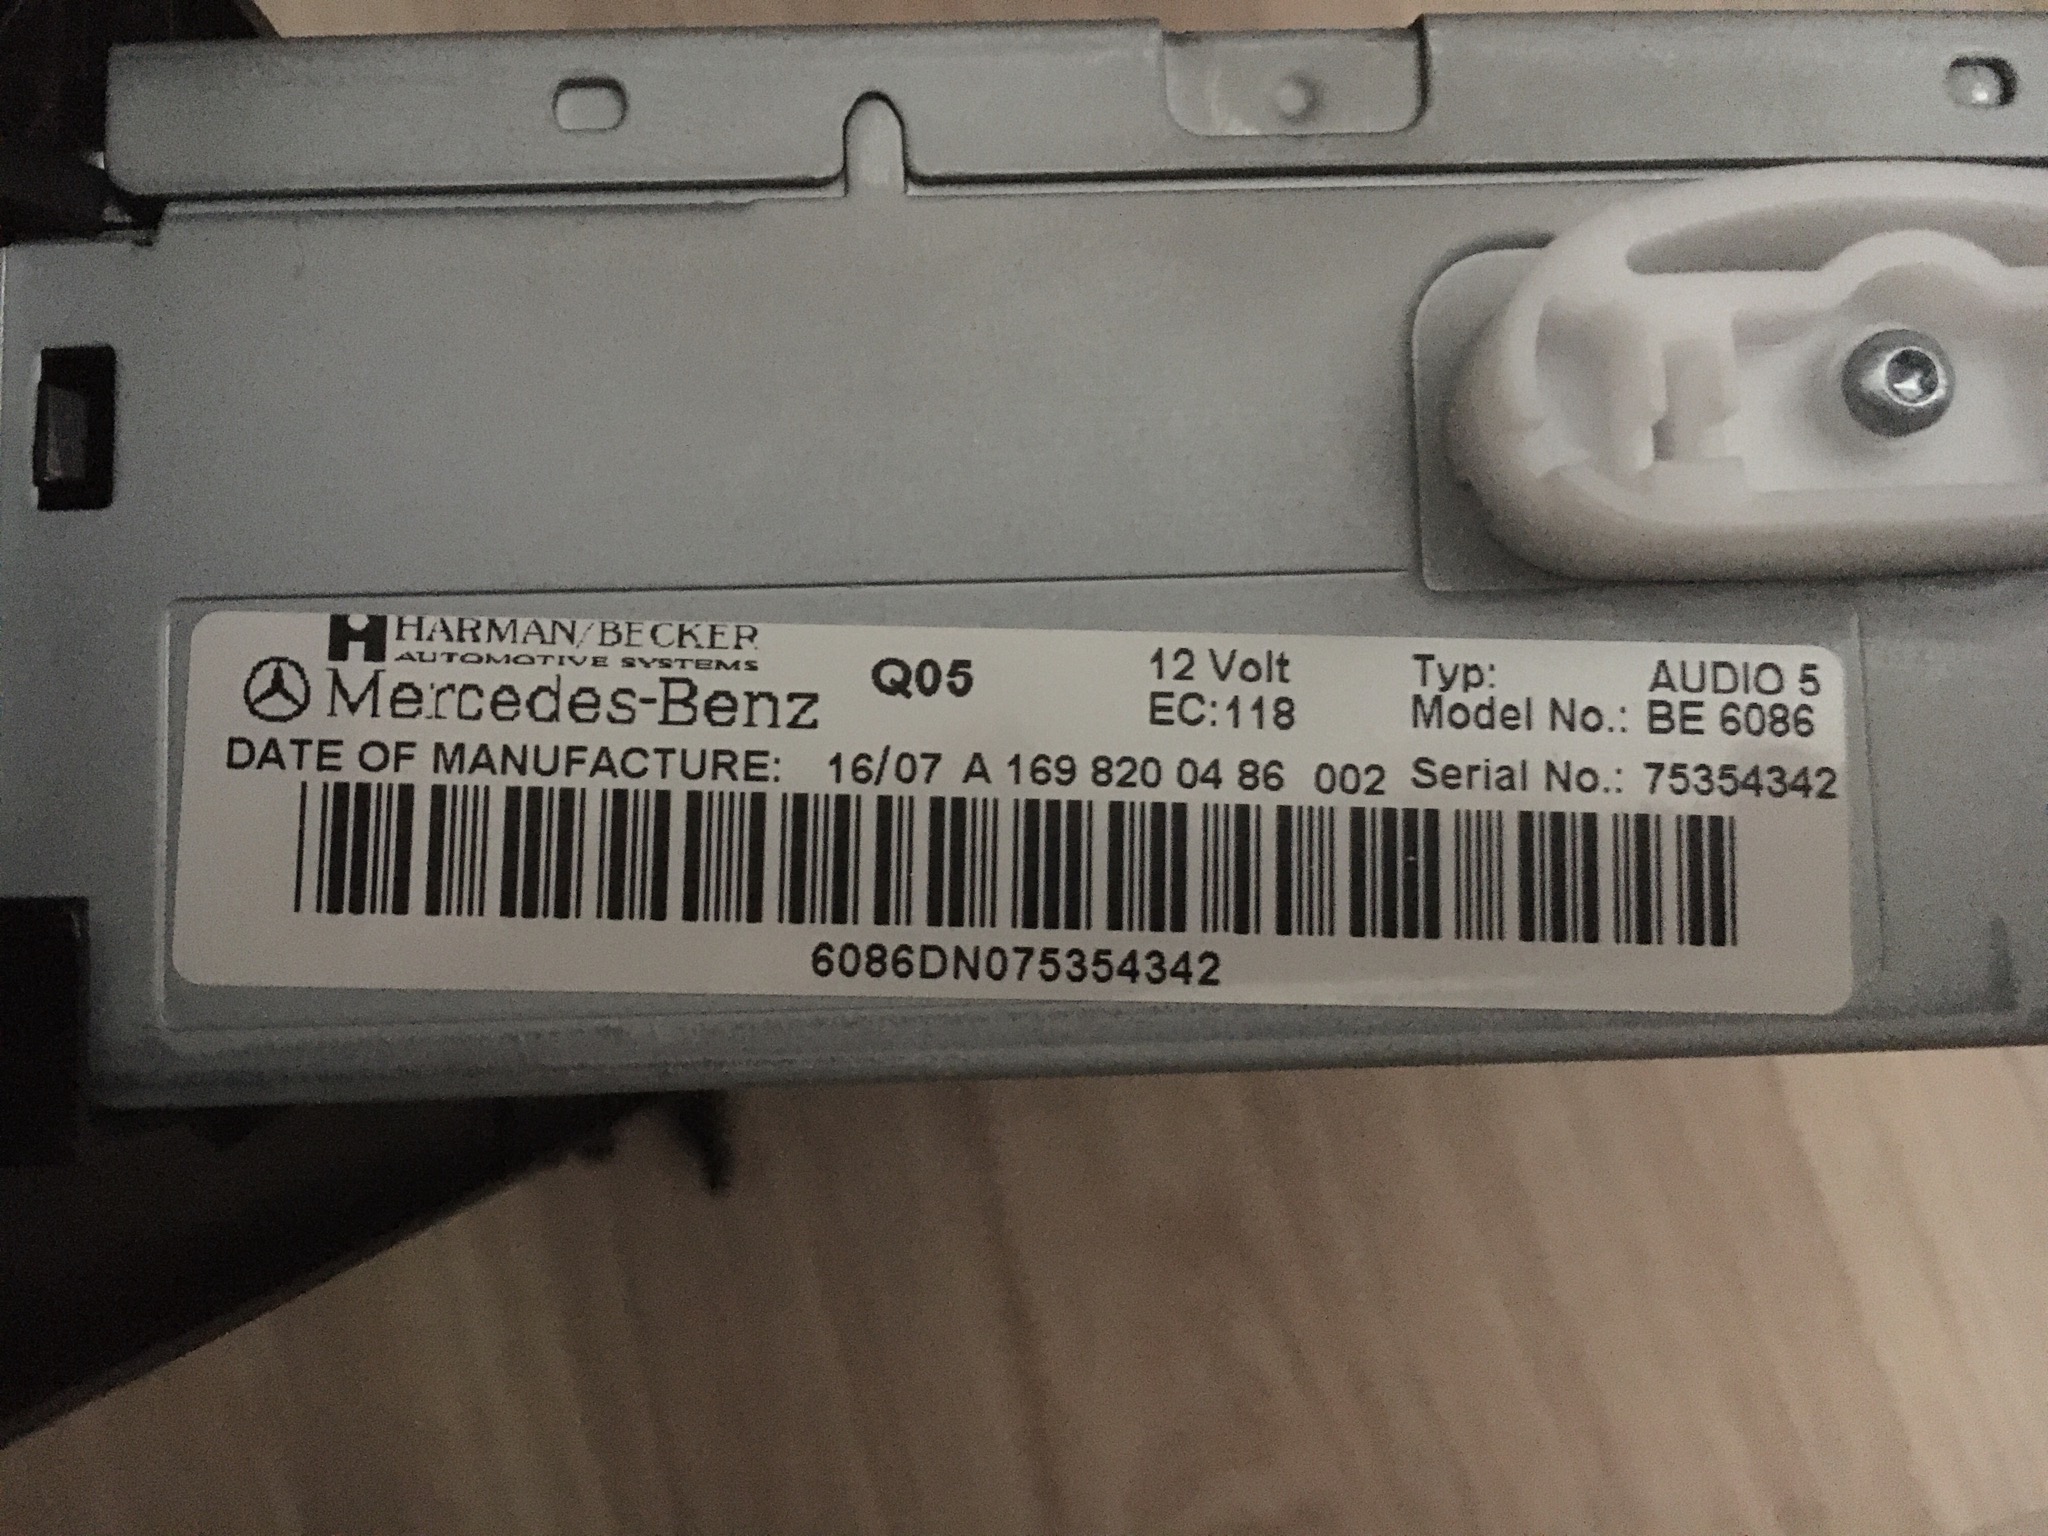 HARMAN/BECKER
AUTOMOTIVE SYSTEMS
Mercedes-Benz
Q05
12 Volt
EC:118
Typ: AUDIO 5
Model No.: BE 6086
DATE OF MANUFACTURE: 16/07 A 169 820 04 86 002 Serial No.: 75354342
6086DN075354342